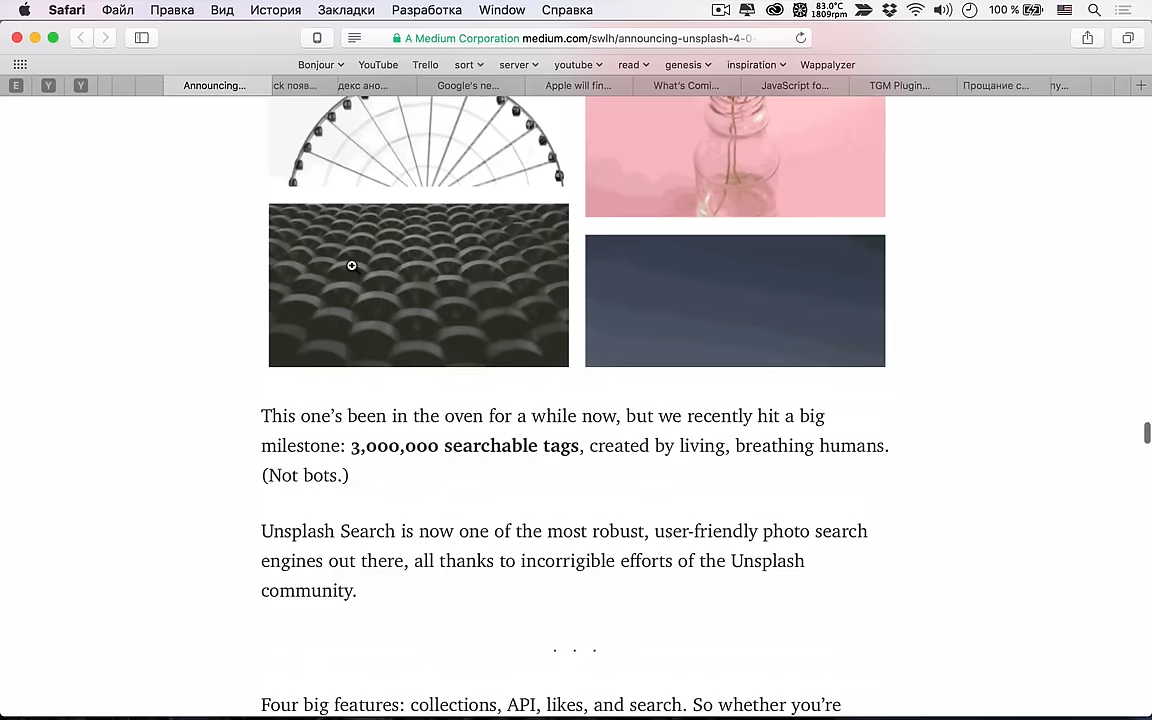 Safari Файл Правка Вид История Закладки Разработка Window Справка 83.0°C 1809rpm 100 %
A Medium Corporation medium.com/swlh/announcing-unsplash-4-0-
Bonjour YouTube Trello sort server youtube read genesis inspiration Wappalyzer
E Y Y Announcing... ск появ... декс ано... Google's ne... Apple will fin... What's Comi... JavaScript fo... TGM Plugin... Прощание с... пу...
This one’s been in the oven for a while now, but we recently hit a big
milestone: 3,000,000 searchable tags, created by living, breathing humans.
(Not bots.)
Unsplash Search is now one of the most robust, user-friendly photo search
engines out there, all thanks to incorrigible efforts of the Unsplash
community.
. . .
Four big features: collections, API, likes, and search. So whether you’re